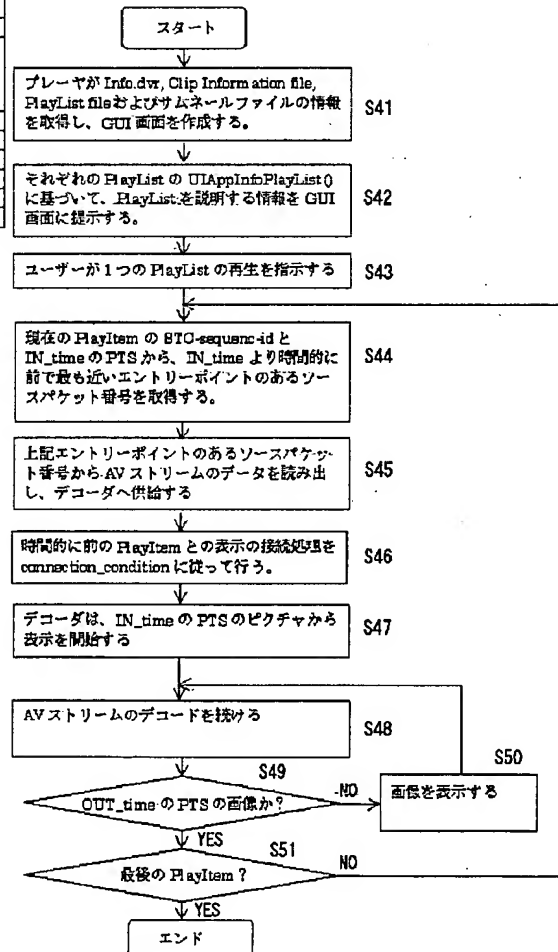 スタート
プレーヤが Info.dvr, Clip Information file,
PlayList fileおよびサムネールファイルの情報
を取得し、GUI 画面を作成する。
S41
それぞれの PlayList の UIAppInfoPlayList()
に基づいて、PlayList を説明する情報を GUI
画面に提示する。
S42
ユーザーが1つの PlayList の再生を指示する
S43
現在の PlayItem の STC-sequence-id と
IN_time の PTS から、IN_time より時間的に
前で最も近いエントリーポイントのあるソー
スパケット番号を取得する。
S44
上記エントリーポイントのあるソースパケッ
ト番号から AV ストリームのデータを読み出
し、デコーダへ供給する
S45
時間的に前の PlayItem との表示の接続処理を
connection_condition に従って行う。
S46
デコーダは、IN_time の PTS のピクチャから
表示を開始する
S47
AV ストリームのデコードを続ける
S48
S49
OUT_time の PTS の画像か?
NO
S50
画像を表示する
YES
S51
最後の PlayItem ?
NO
YES
エンド